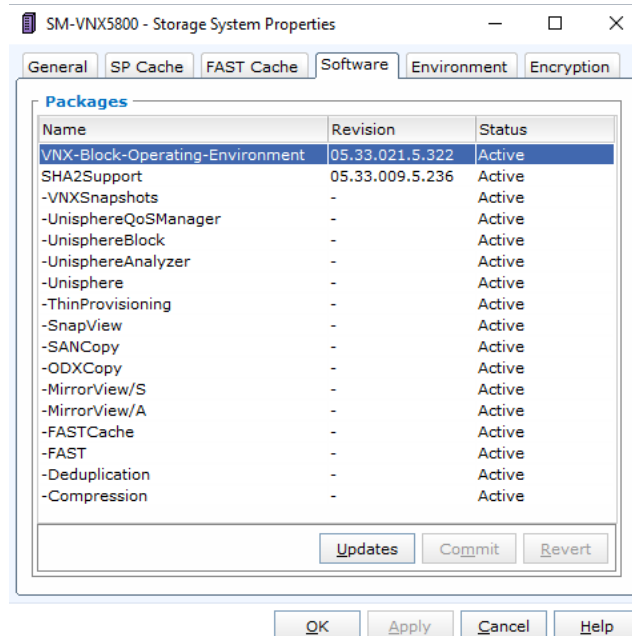 SM-VNX5800 - Storage System Properties
General SP Cache FAST Cache Software Environment Encryption
Packages
Name Revision Status
VNX-Block-Operating-Environment 05.33.021.5.322 Active
SHA2Support 05.33.009.5.236 Active
-VNXSnapshots - Active
-UnisphereQoSManager - Active
-UnisphereBlock - Active
-UnisphereAnalyzer - Active
-Unisphere - Active
-ThinProvisioning - Active
-SnapView - Active
-SANCopy - Active
-ODXCopy - Active
-MirrorView/S - Active
-MirrorView/A - Active
-FASTCache - Active
-FAST - Active
-Deduplication - Active
-Compression - Active
Updates Commit Revert
OK Apply Cancel Help